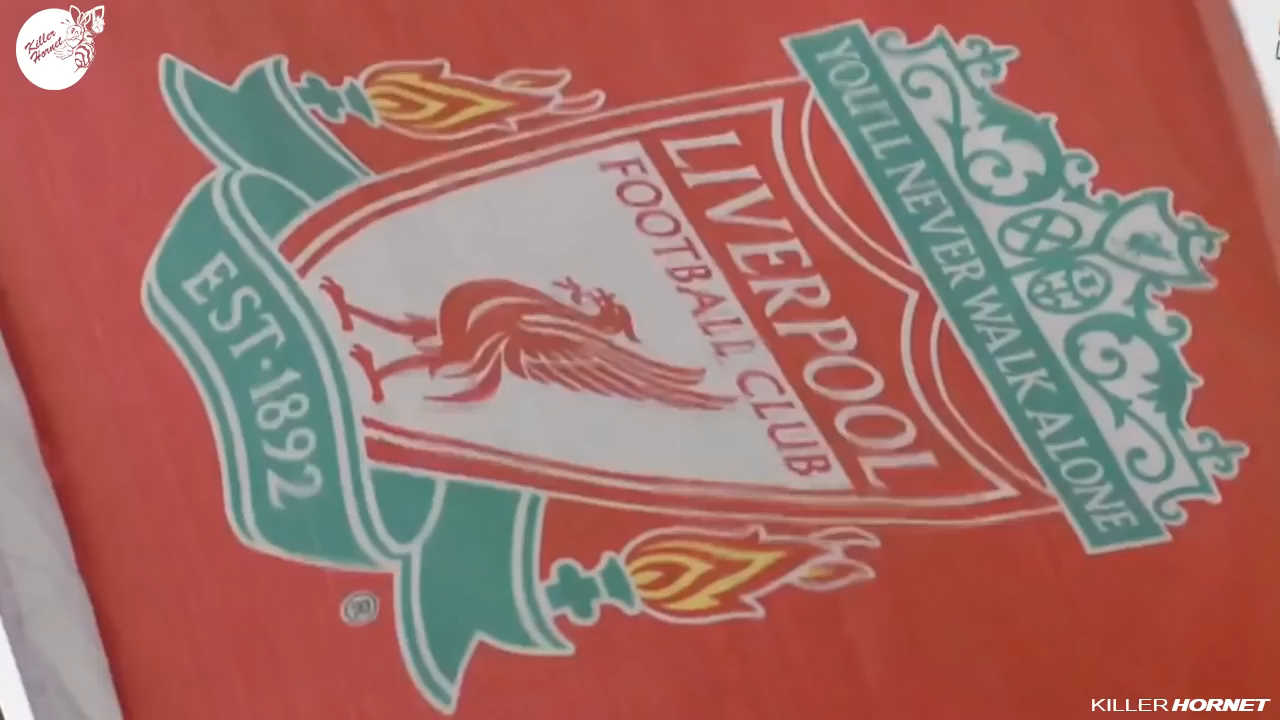 Killer
Hornet
YOU'LL NEVER WALK ALONE
LIVERPOOL
FOOTBALL CLUB
EST·1892
®
KILLER HORNET